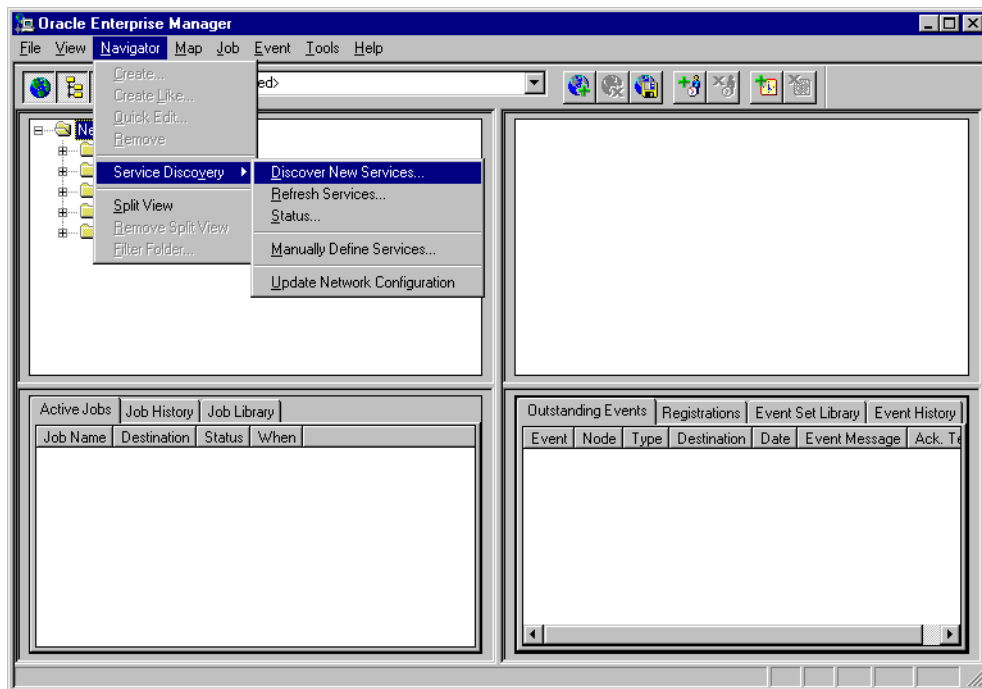 Oracle Enterprise Manager
File View Navigator Map Job Event Tools Help
Create...
Create Like...
Quick Edit...
Remove
Service Discovery
Split View
Remove Split View
Filter Folder...
Discover New Services...
Refresh Services...
Status...
Manually Define Services...
Update Network Configuration
Active Jobs Job History Job Library
Job Name Destination Status When
Outstanding Events Registrations Event Set Library Event History
Event Node Type Destination Date Event Message Ack.